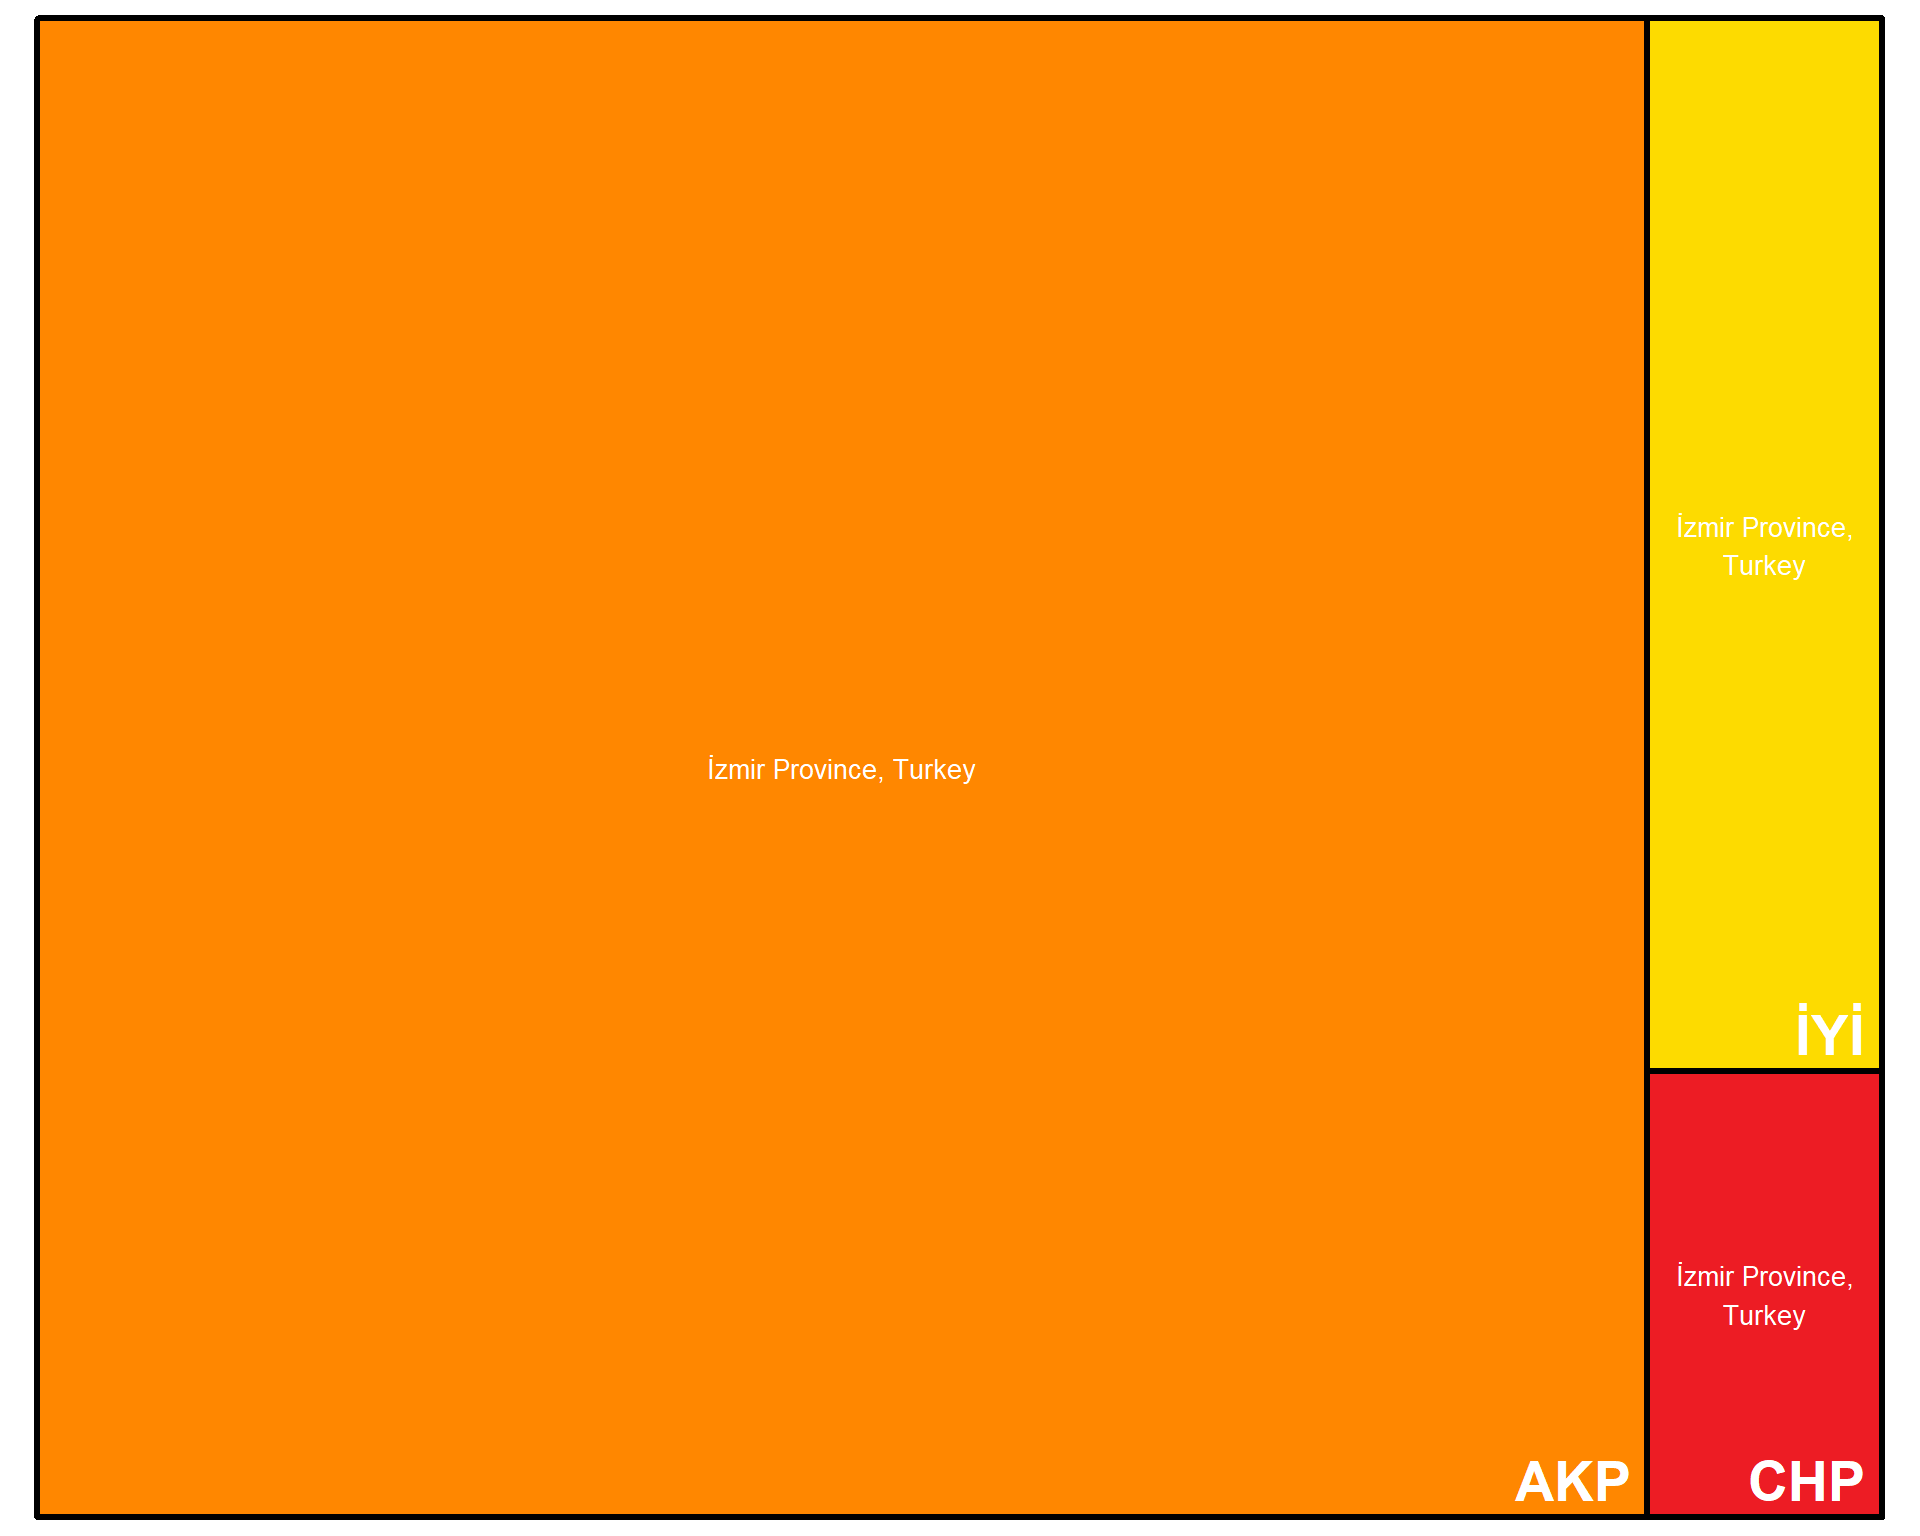 İzmir Province, Turkey
AKP
İzmir Province,
Turkey
İYİ
İzmir Province,
Turkey
CHP